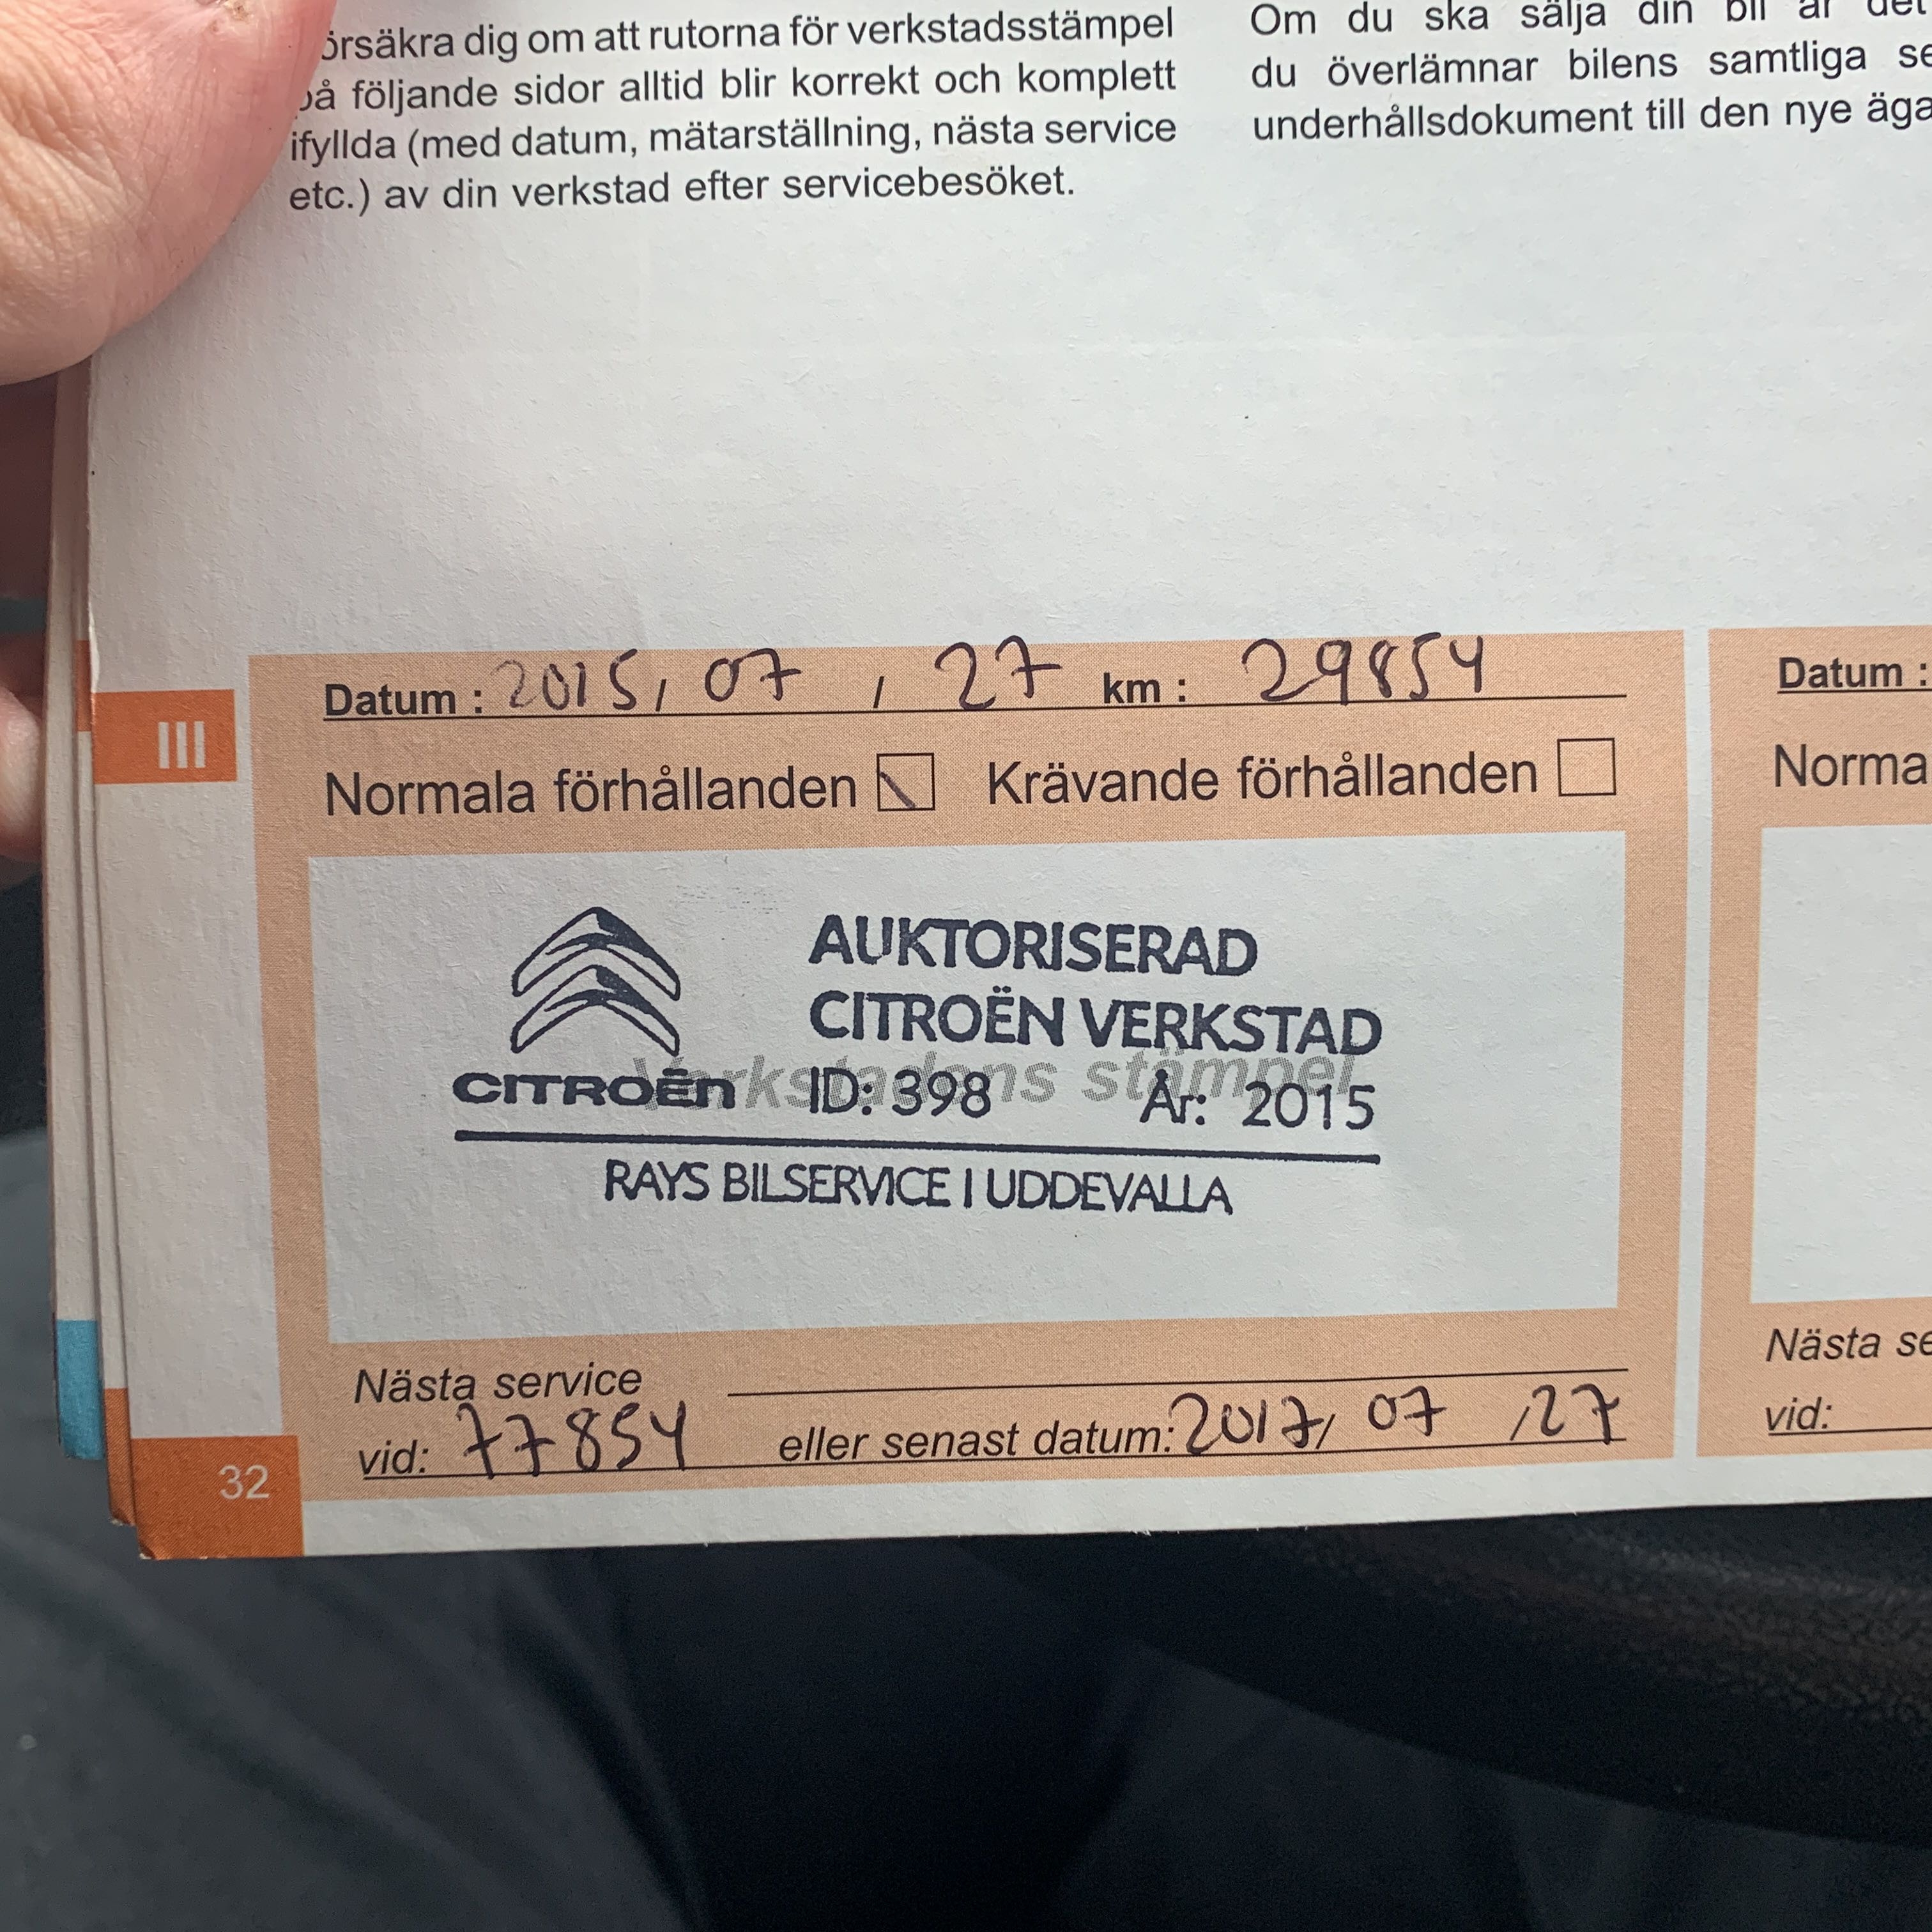 örsäkra dig om att rutorna för verkstadsstämpel
på följande sidor alltid blir korrekt och komplett
ifyllda (med datum, mätarställning, nästa service
etc.) av din verkstad efter servicebesöket.
Om du ska sälja din bil är det
du överlämnar bilens samtliga se
underhållsdokument till den nye äga
III
Datum : 2015, 07 , 27 km : 29854
Normala förhållanden Krävande förhållanden
Verkstadens stämpel
AUKTORISERAD
CITROËN VERKSTAD
CITROËN ID: 398 År: 2015
RAYS BILSERVICE I UDDEVALLA
Nästa service
vid: 77854 eller senast datum: 2017, 07 , 27
32
Datum :
Norma
Nästa se
vid: